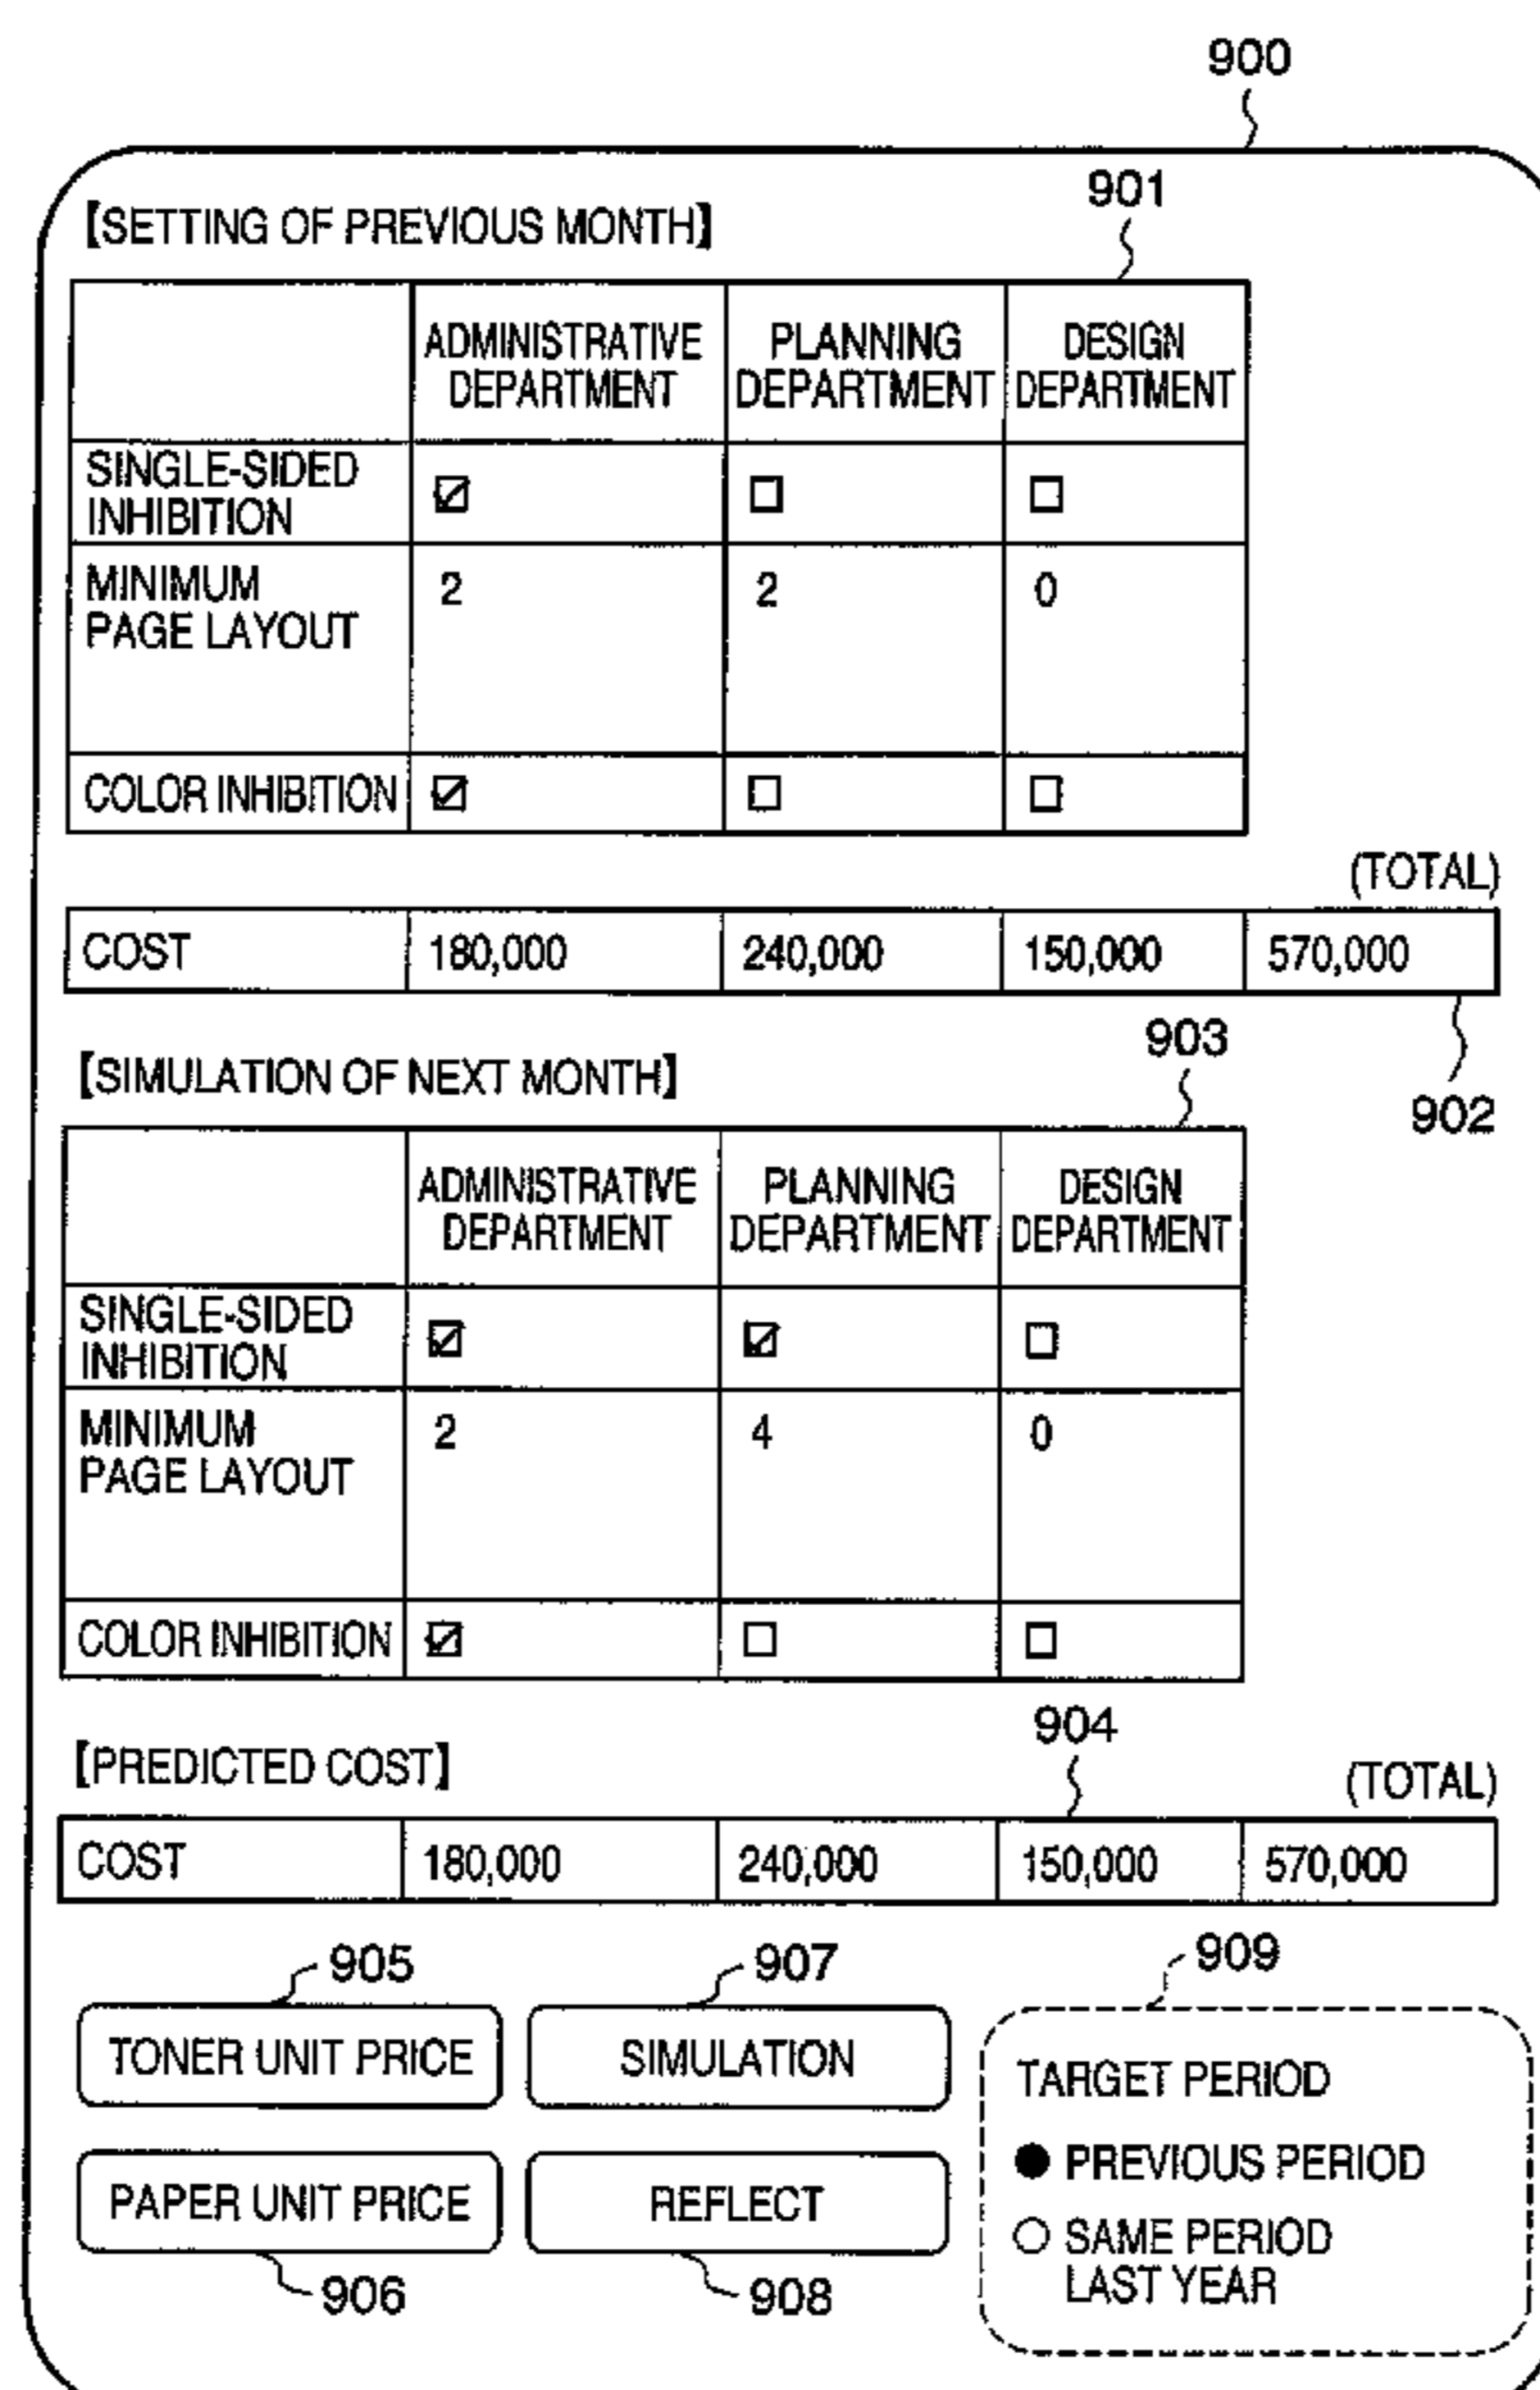 900
901
【SETTING OF PREVIOUS MONTH】
ADMINISTRATIVE DEPARTMENT
PLANNING DEPARTMENT
DESIGN DEPARTMENT
SINGLE-SIDED INHIBITION
MINIMUM PAGE LAYOUT 2 2 0
COLOR INHIBITION
(TOTAL)
COST 180,000 240,000 150,000 570,000
902
903
【SIMULATION OF NEXT MONTH】
ADMINISTRATIVE DEPARTMENT
PLANNING DEPARTMENT
DESIGN DEPARTMENT
SINGLE-SIDED INHIBITION
MINIMUM PAGE LAYOUT 2 4 0
COLOR INHIBITION
904
【PREDICTED COST】
(TOTAL)
COST 180,000 240,000 150,000 570,000
905
907
909
TONER UNIT PRICE
SIMULATION
PAPER UNIT PRICE
REFLECT
906
908
TARGET PERIOD
PREVIOUS PERIOD
SAME PERIOD
LAST YEAR